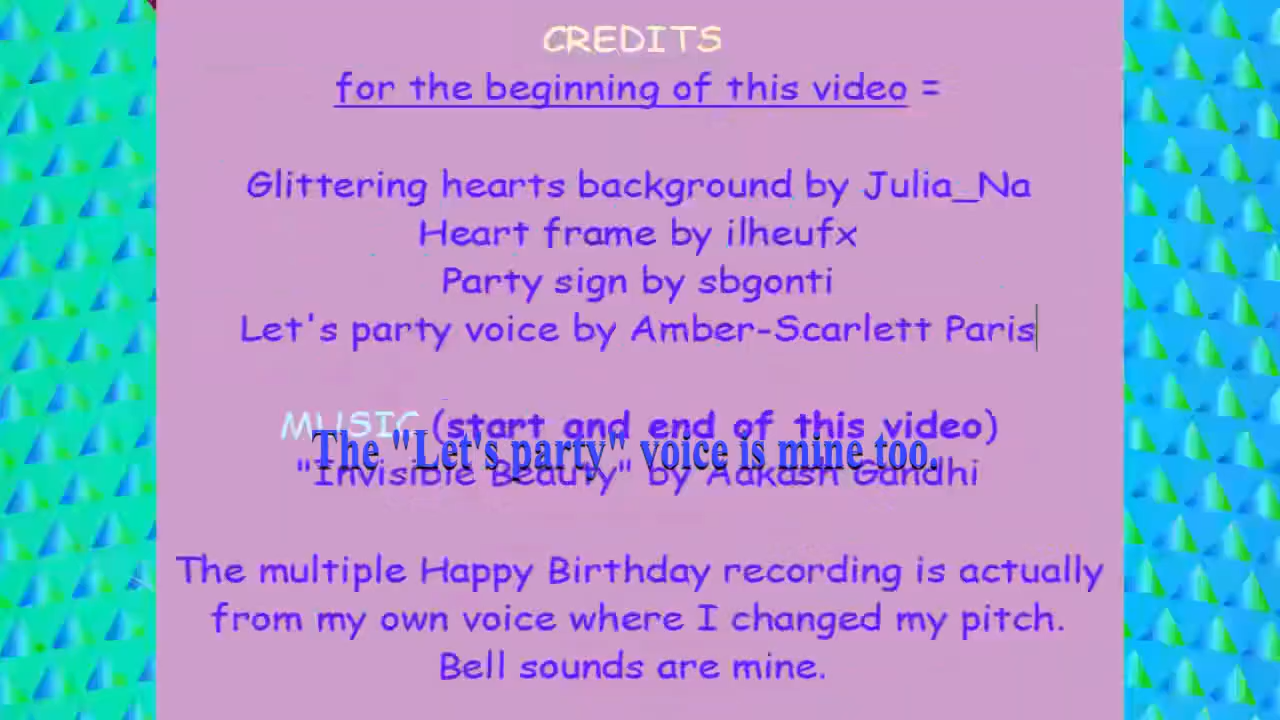 CREDITS
for the beginning of this video =
Glittering hearts background by Julia_Na
Heart frame by ilheufx
Party sign by sbgonti
Let's party voice by Amber-Scarlett Paris
MUSIC (start and end of this video)
The "Let's party" voice is mine too.
"Invisible Beauty" by Aakash Gandhi
The multiple Happy Birthday recording is actually
from my own voice where I changed my pitch.
Bell sounds are mine.